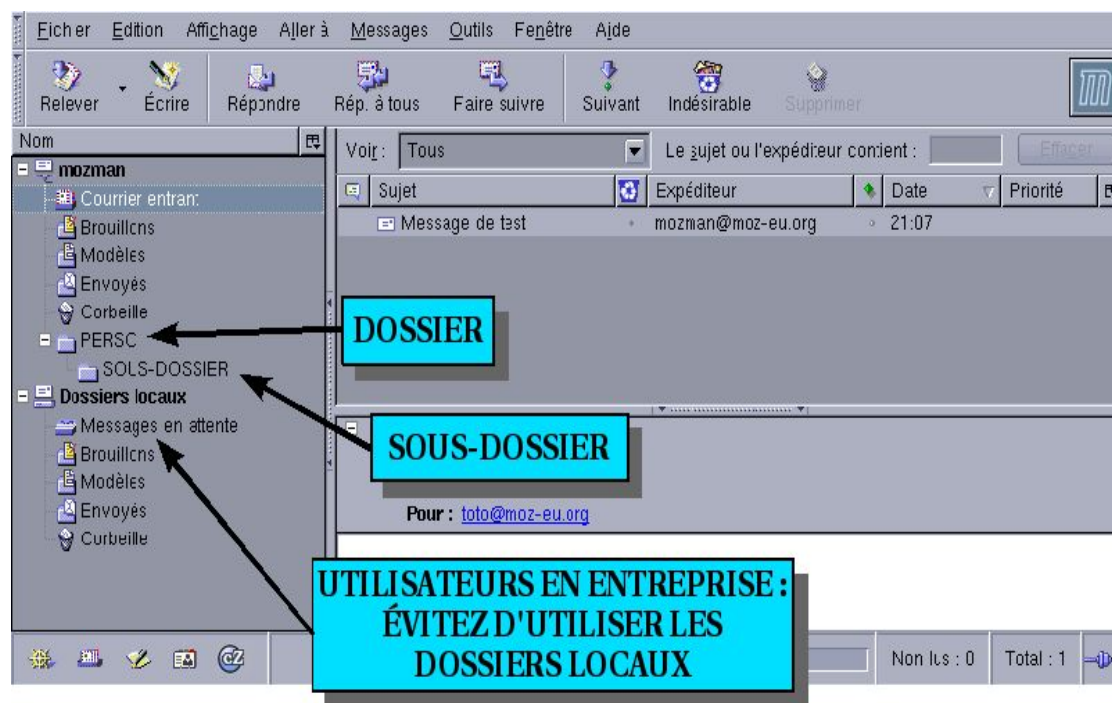 Fichier Edition Affichage Aller à Messages Outils Fenêtre Aide
Relever Écrire Répondre Rép. à tous Faire suivre Suivant Indésirable Supprimer
m
Nom
Voir : Tous Le sujet ou l'expéditeur contient : Effacer
mozman
Sujet Expéditeur Date Priorité
Courrier entrant
Message de test mozman@moz-eu.org 21:07
Brouillons
Modèles
Envoyés
Corbeille
PERSO
SOUS-DOSSIER
DOSSIER
Dossiers locaux
Messages en attente
SOUS-DOSSIER
Brouillons
Modèles
Envoyés
Pour : toto@moz-eu.org
Corbeille
UTILISATEURS EN ENTREPRISE :
ÉVITEZ D'UTILISER LES
DOSSIERS LOCAUX
cZ
Non lus : 0 Total : 1